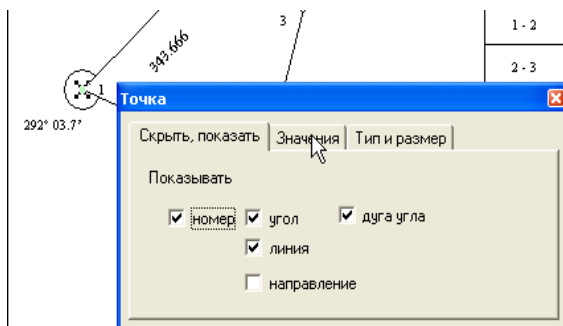 3
1 - 2
343.666
2 - 3
1
292° 03.7'
Точка
Скрыть, показать Значения Тип и размер
Показывать
номер угол дуга угла
линия
направление